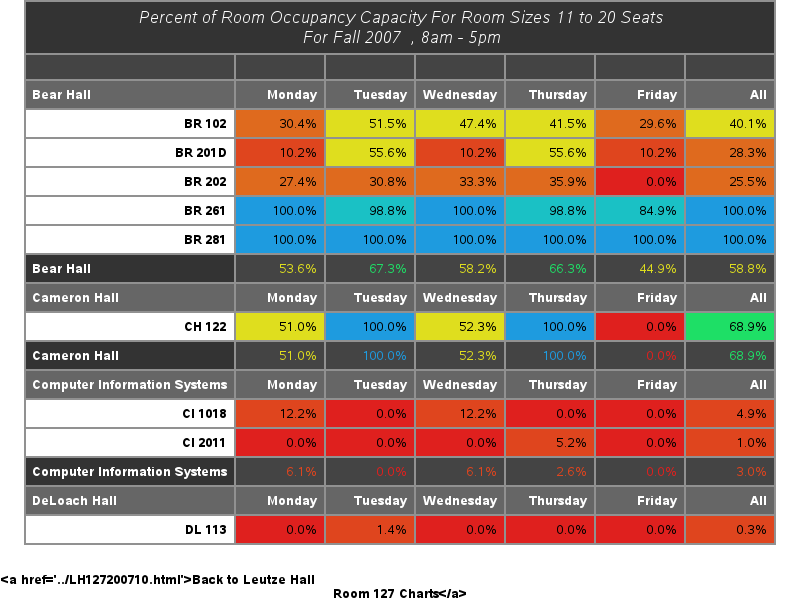 Percent of Room Occupancy Capacity For Room Sizes 11 to 20 Seats
For Fall 2007 , 8am - 5pm
Bear Hall Monday Tuesday Wednesday Thursday Friday All
BR 102 30.4% 51.5% 47.4% 41.5% 29.6% 40.1%
BR 201D 10.2% 55.6% 10.2% 55.6% 10.2% 28.3%
BR 202 27.4% 30.8% 33.3% 35.9% 0.0% 25.5%
BR 261 100.0% 98.8% 100.0% 98.8% 84.9% 100.0%
BR 281 100.0% 100.0% 100.0% 100.0% 100.0% 100.0%
Bear Hall 53.6% 67.3% 58.2% 66.3% 44.9% 58.8%
Cameron Hall Monday Tuesday Wednesday Thursday Friday All
CH 122 51.0% 100.0% 52.3% 100.0% 0.0% 68.9%
Cameron Hall 51.0% 100.0% 52.3% 100.0% 0.0% 68.9%
Computer Information Systems Monday Tuesday Wednesday Thursday Friday All
CI 1018 12.2% 0.0% 12.2% 0.0% 0.0% 4.9%
CI 2011 0.0% 0.0% 0.0% 5.2% 0.0% 1.0%
Computer Information Systems 6.1% 0.0% 6.1% 2.6% 0.0% 3.0%
DeLoach Hall Monday Tuesday Wednesday Thursday Friday All
DL 113 0.0% 1.4% 0.0% 0.0% 0.0% 0.3%
<a href='../LH127200710.html'>Back to Leutze Hall
Room 127 Charts</a>